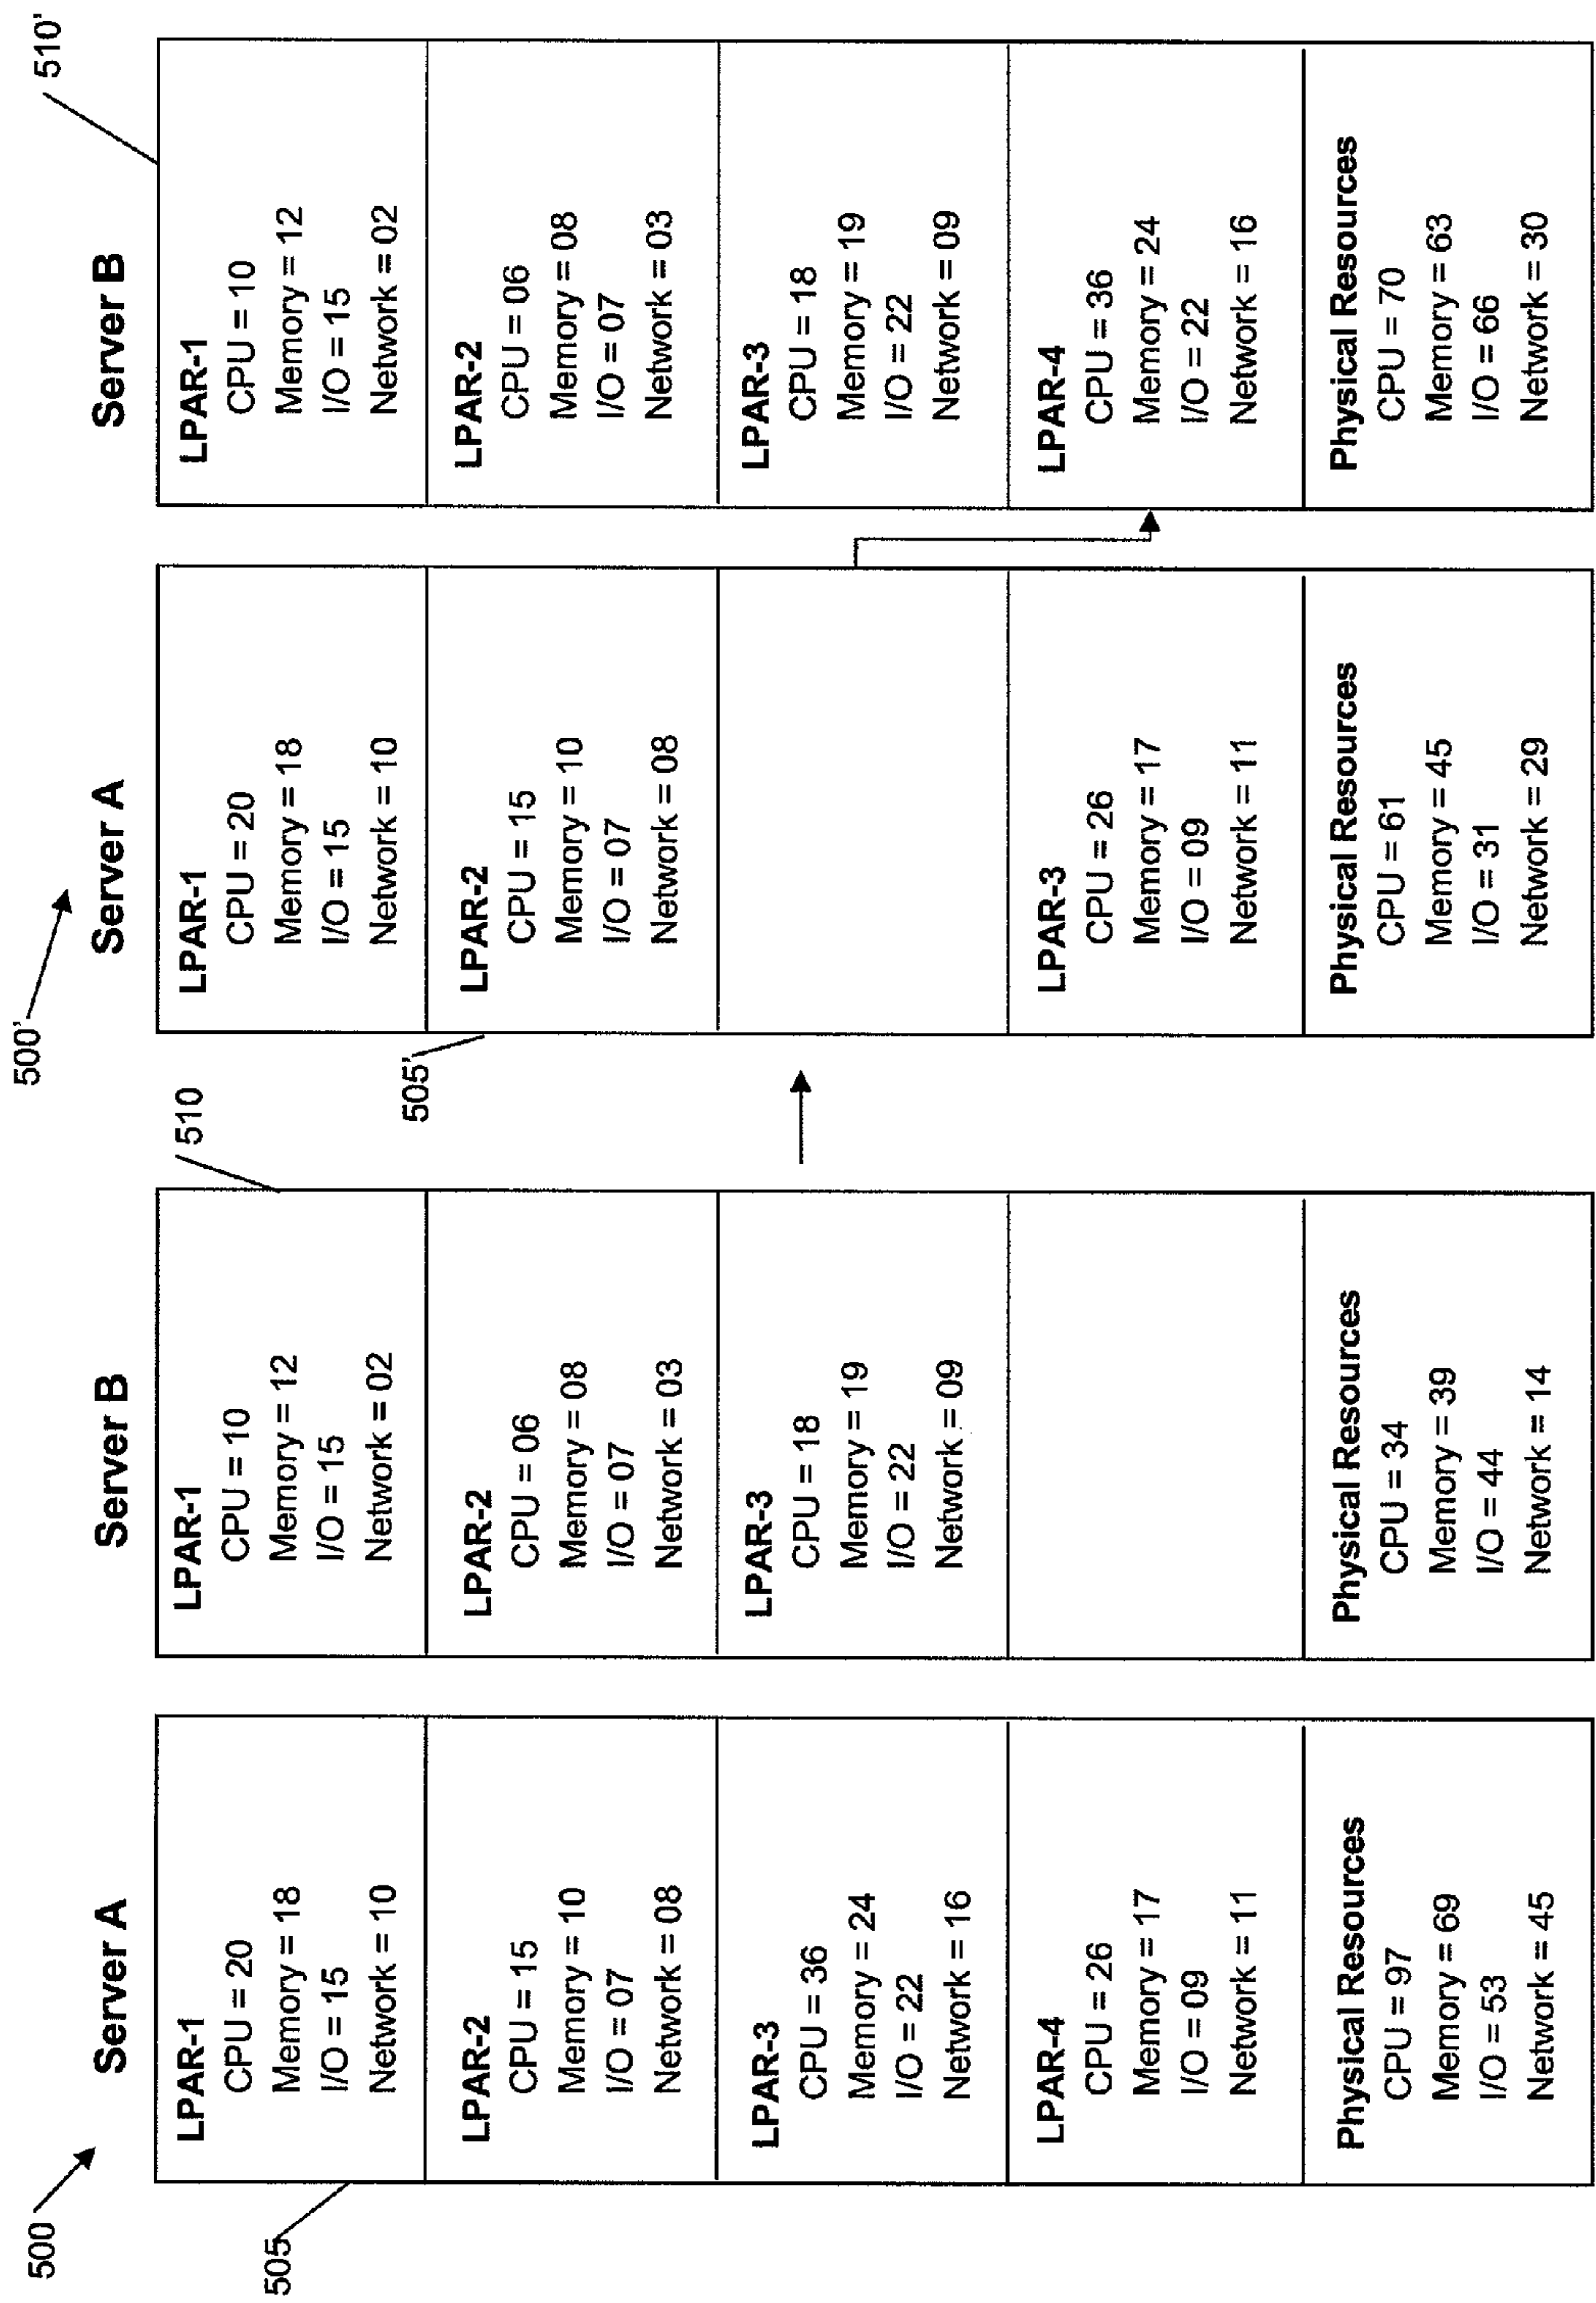 500
505
Server A
LPAR-1
CPU = 20
Memory = 18
I/O = 15
Network = 10
LPAR-2
CPU = 15
Memory = 10
I/O = 07
Network = 08
LPAR-3
CPU = 36
Memory = 24
I/O = 22
Network = 16
LPAR-4
CPU = 26
Memory = 17
I/O = 09
Network = 11
Physical Resources
CPU = 97
Memory = 69
I/O = 53
Network = 45
510
Server B
LPAR-1
CPU = 10
Memory = 12
I/O = 15
Network = 02
LPAR-2
CPU = 06
Memory = 08
I/O = 07
Network = 03
LPAR-3
CPU = 18
Memory = 19
I/O = 22
Network = 09
Physical Resources
CPU = 34
Memory = 39
I/O = 44
Network = 14
500'
505'
Server A
LPAR-1
CPU = 20
Memory = 18
I/O = 15
Network = 10
LPAR-2
CPU = 15
Memory = 10
I/O = 07
Network = 08
LPAR-3
CPU = 26
Memory = 17
I/O = 09
Network = 11
Physical Resources
CPU = 61
Memory = 45
I/O = 31
Network = 29
510'
Server B
LPAR-1
CPU = 10
Memory = 12
I/O = 15
Network = 02
LPAR-2
CPU = 06
Memory = 08
I/O = 07
Network = 03
LPAR-3
CPU = 18
Memory = 19
I/O = 22
Network = 09
LPAR-4
CPU = 36
Memory = 24
I/O = 22
Network = 16
Physical Resources
CPU = 70
Memory = 63
I/O = 66
Network = 30